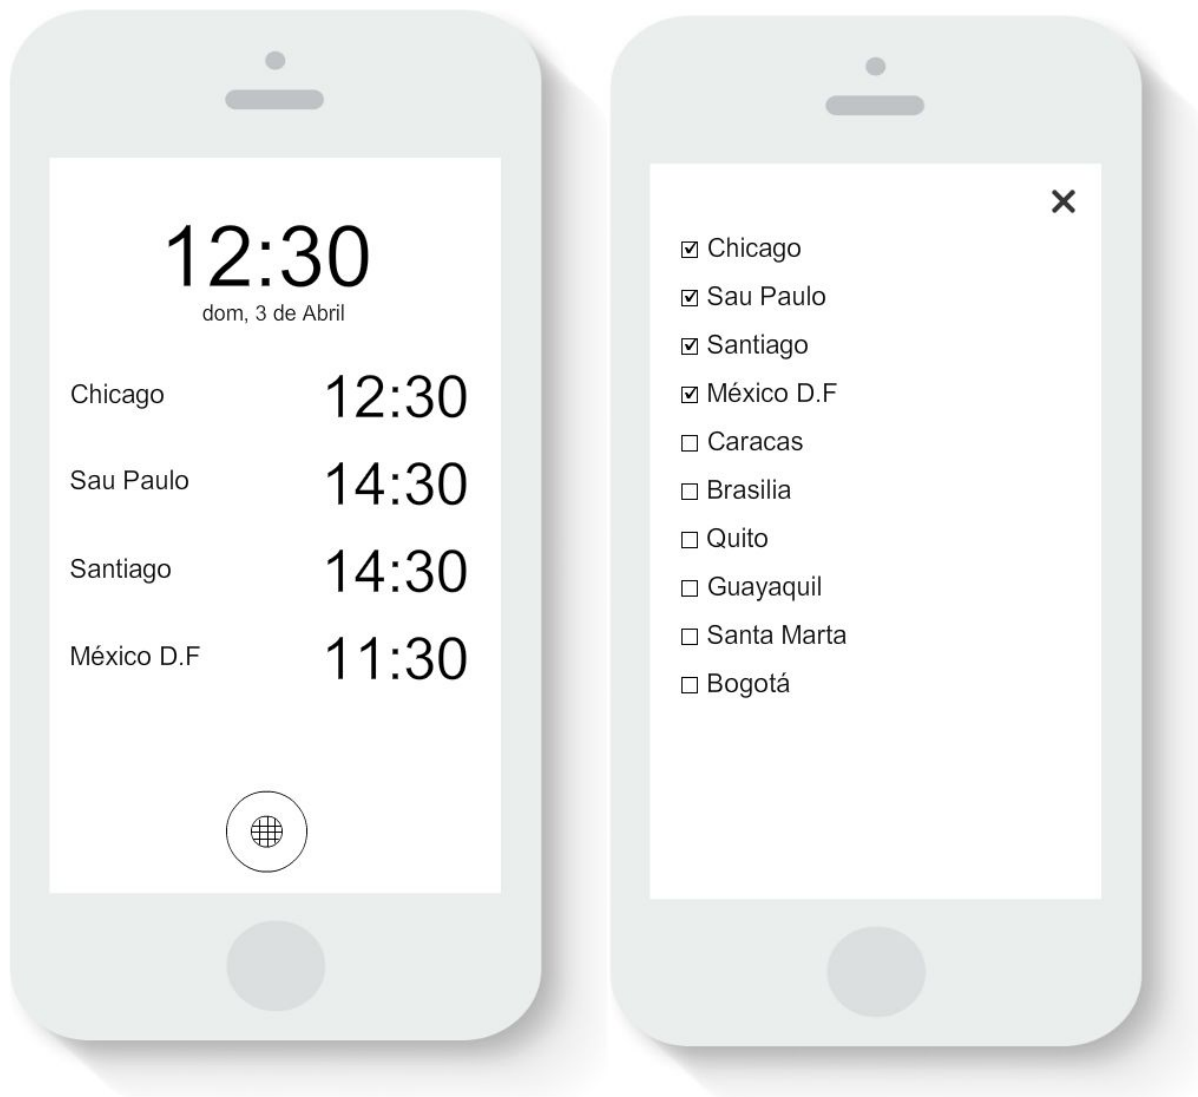 12:30
dom, 3 de Abril
Chicago 12:30
Sau Paulo 14:30
Santiago 14:30
México D.F 11:30
Chicago
Sau Paulo
Santiago
México D.F
Caracas
Brasilia
Quito
Guayaquil
Santa Marta
Bogotá